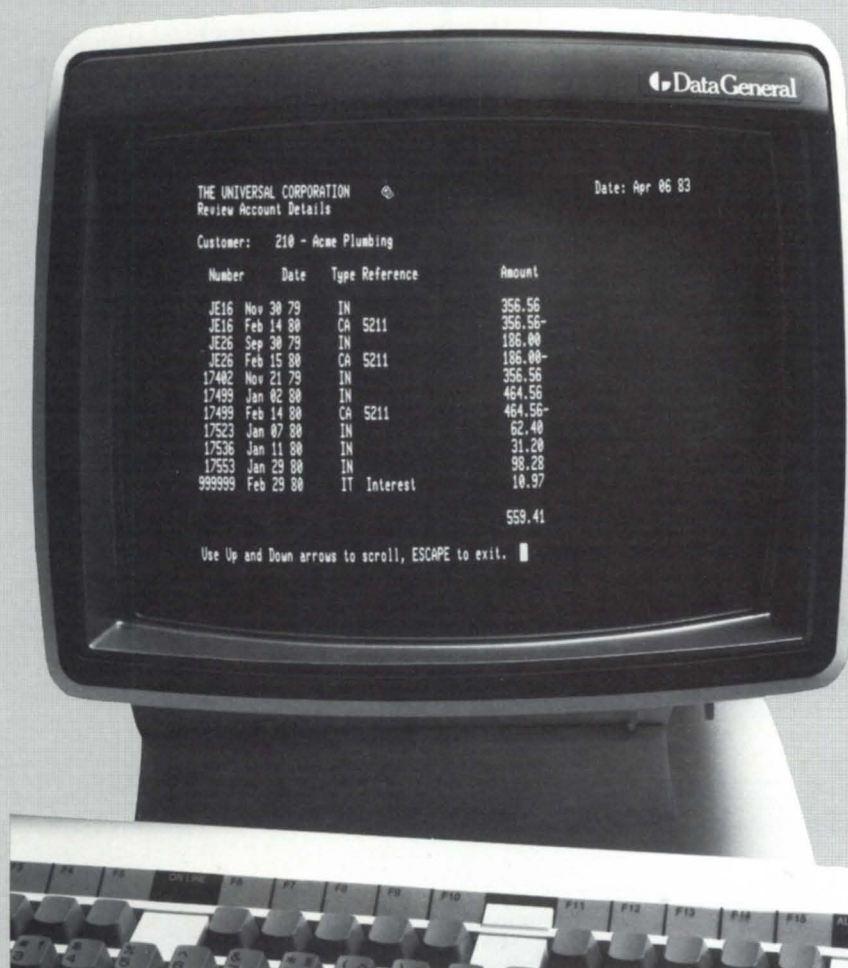 DataGeneral
THE UNIVERSAL CORPORATION Date: Apr 06 83
Review Account Details
Customer: 210 - Acme Plumbing
Number Date Type Reference Amount
JE16 Nov 30 79 IN 356.56
JE16 Feb 14 80 CA 5211 356.56-
JE26 Sep 30 79 IN 186.00
JE26 Feb 15 80 CA 5211 186.00-
17402 Nov 21 79 IN 356.56
17499 Jan 02 80 IN 464.56
17499 Feb 14 80 CA 5211 464.56-
17523 Jan 07 80 IN 62.40
17536 Jan 11 80 IN 31.20
17553 Jan 29 80 IN 98.28
999999 Feb 29 80 IT Interest 10.97
559.41
Use Up and Down arrows to scroll, ESCAPE to exit.
F4 F5 ON LINE F6 F7 F8 F9 F10 F11 F12 F13 F14 F15